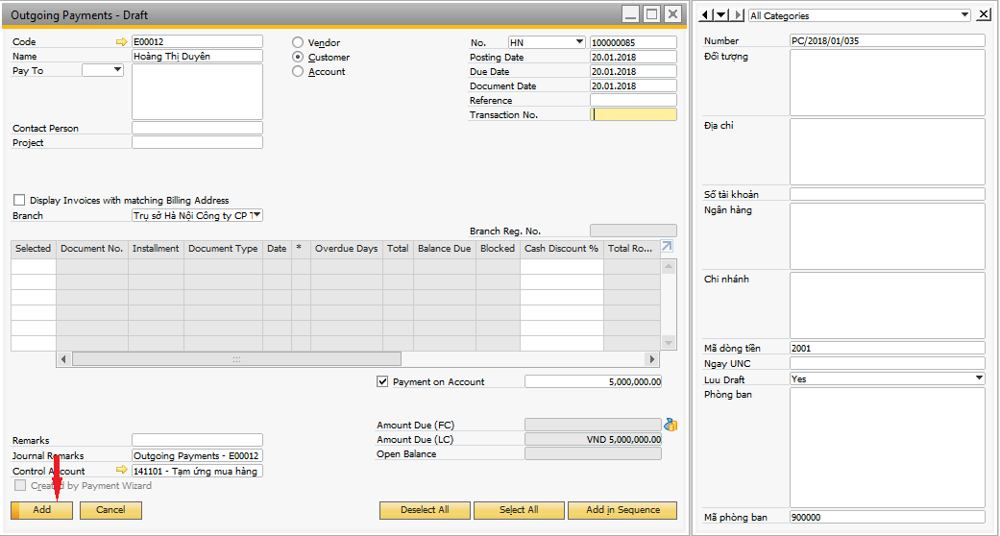 Outgoing Payments - Draft
Code E00012
Name Hoàng Thị Duyên
Pay To
Contact Person
Project
Vendor
Customer
Account
No. HN 100000085
Posting Date 20.01.2018
Due Date 20.01.2018
Document Date 20.01.2018
Reference
Transaction No.
Display Invoices with matching Billing Address
Branch Trụ sở Hà Nội Công ty CP T
Branch Reg. No.
Selected Document No. Installment Document Type Date * Overdue Days Total Balance Due Blocked Cash Discount % Total Ro...
Payment on Account 5,000,000.00
Amount Due (FC)
Amount Due (LC) VND 5,000,000.00
Open Balance
Remarks
Journal Remarks Outgoing Payments - E00012
Control Account 141101 - Tạm ứng mua hàng
Created by Payment Wizard
Add Cancel Deselect All Select All Add in Sequence
All Categories
Number PC/2018/01/035
Đối tượng
Địa chỉ
Số tài khoản
Ngân hàng
Chi nhánh
Mã dòng tiền 2001
Ngay UNC
Luu Draft Yes
Phòng ban
Mã phòng ban 900000